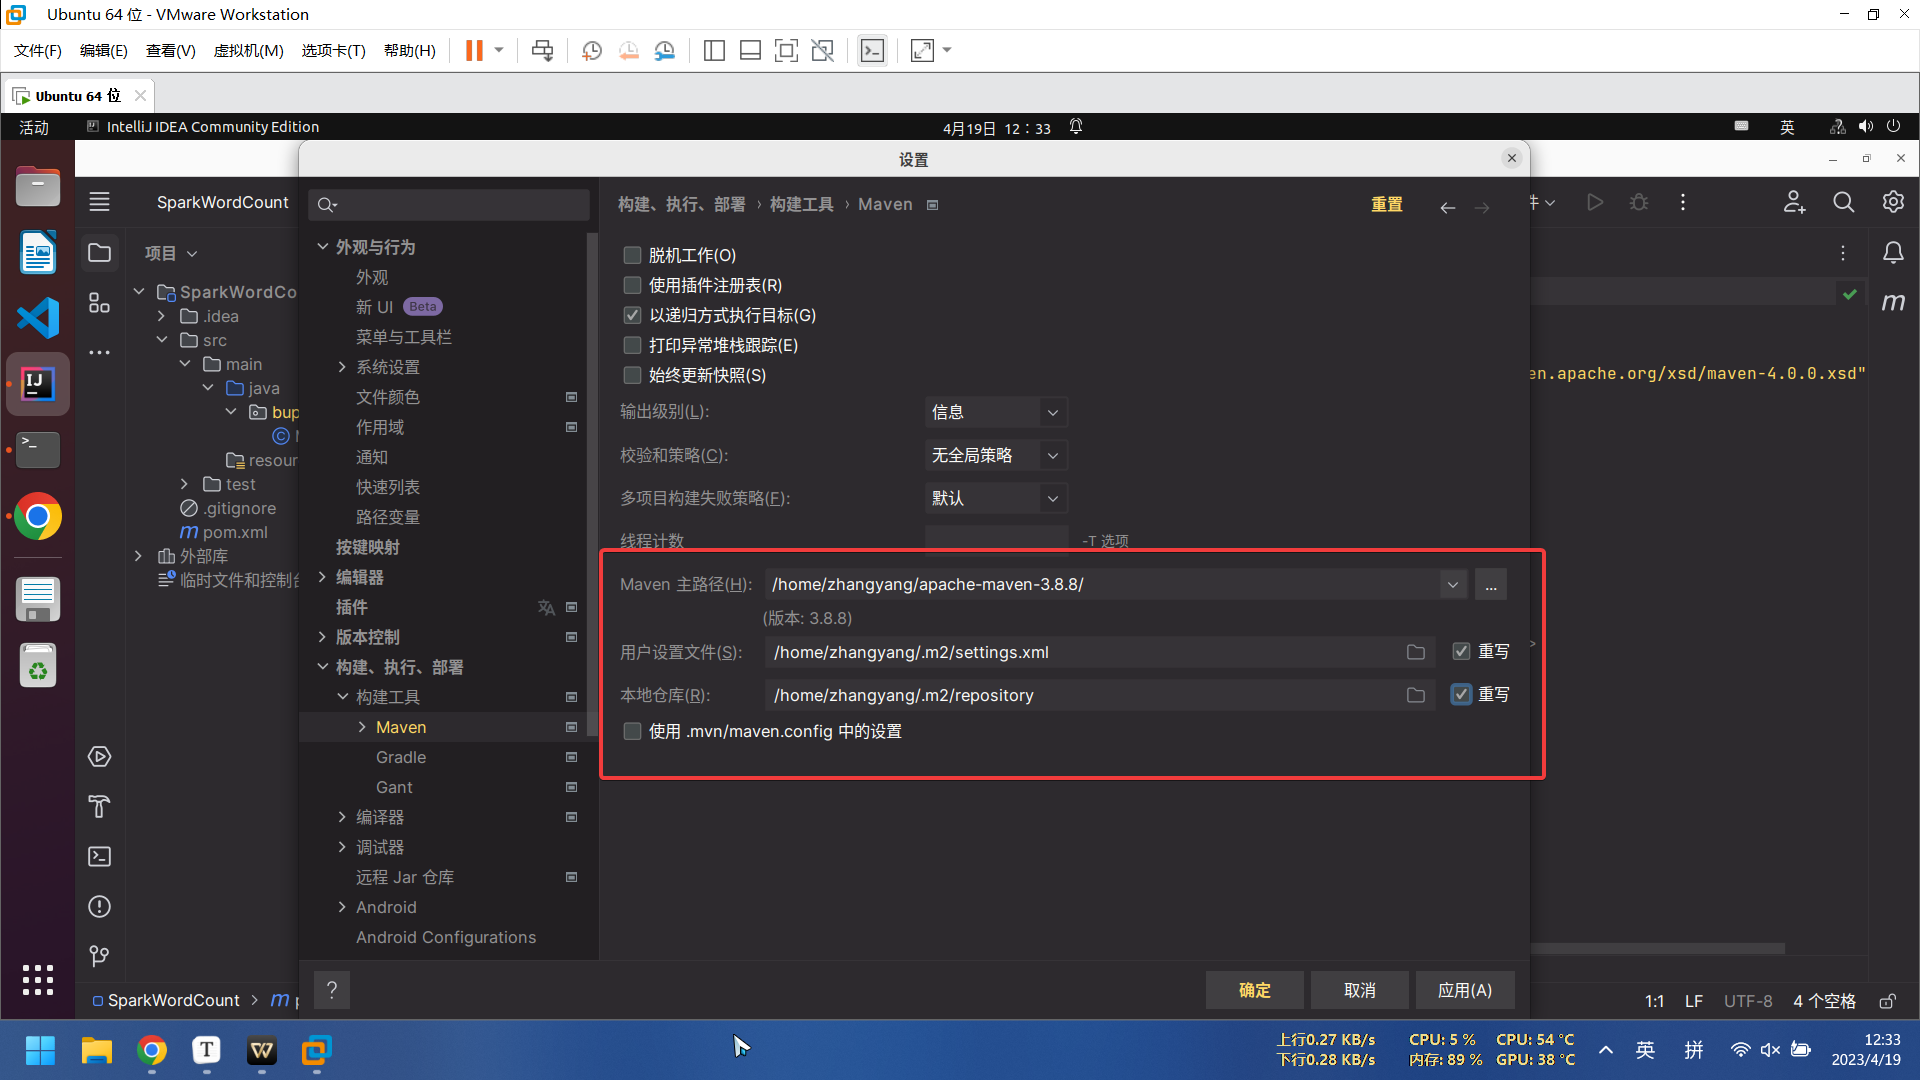 Ubuntu 64 位 - VMware Workstation
文件(F) 编辑(E) 查看(V) 虚拟机(M) 选项卡(T) 帮助(H)
Ubuntu 64 位
活动 IntelliJ IDEA Community Edition 4月19日 12：33 英
设置
SparkWordCount
构建、执行、部署 › 构建工具 › Maven 重置
项目
外观与行为
脱机工作(O)
外观
使用插件注册表(R)
SparkWordCo
新 UI Beta
以递归方式执行目标(G)
.idea
菜单与工具栏
打印异常堆栈跟踪(E)
src
main
系统设置
始终更新快照(S)
en.apache.org/xsd/maven-4.0.0.xsd"
java
文件颜色
输出级别(L): 信息
bup
作用域
通知
校验和策略(C): 无全局策略
resour
test
快速列表
多项目构建失败策略(F): 默认
.gitignore
路径变量
pom.xml
按键映射
线程计数 -T 选项
外部库
临时文件和控制台
编辑器
Maven 主路径(H): /home/zhangyang/apache-maven-3.8.8/ ...
插件
(版本: 3.8.8)
版本控制
用户设置文件(S): /home/zhangyang/.m2/settings.xml 重写
>
构建、执行、部署
构建工具
本地仓库(R): /home/zhangyang/.m2/repository 重写
Maven
使用 .mvn/maven.config 中的设置
Gradle
Gant
编译器
调试器
远程 Jar 仓库
Android
Android Configurations
? 确定 取消 应用(A)
SparkWordCount › m p 1:1 LF UTF-8 4 个空格
上行0.27 KB/s CPU: 5 % CPU: 54 °C
下行0.28 KB/s 内存: 89 % GPU: 38 °C
英 拼
12:33
2023/4/19